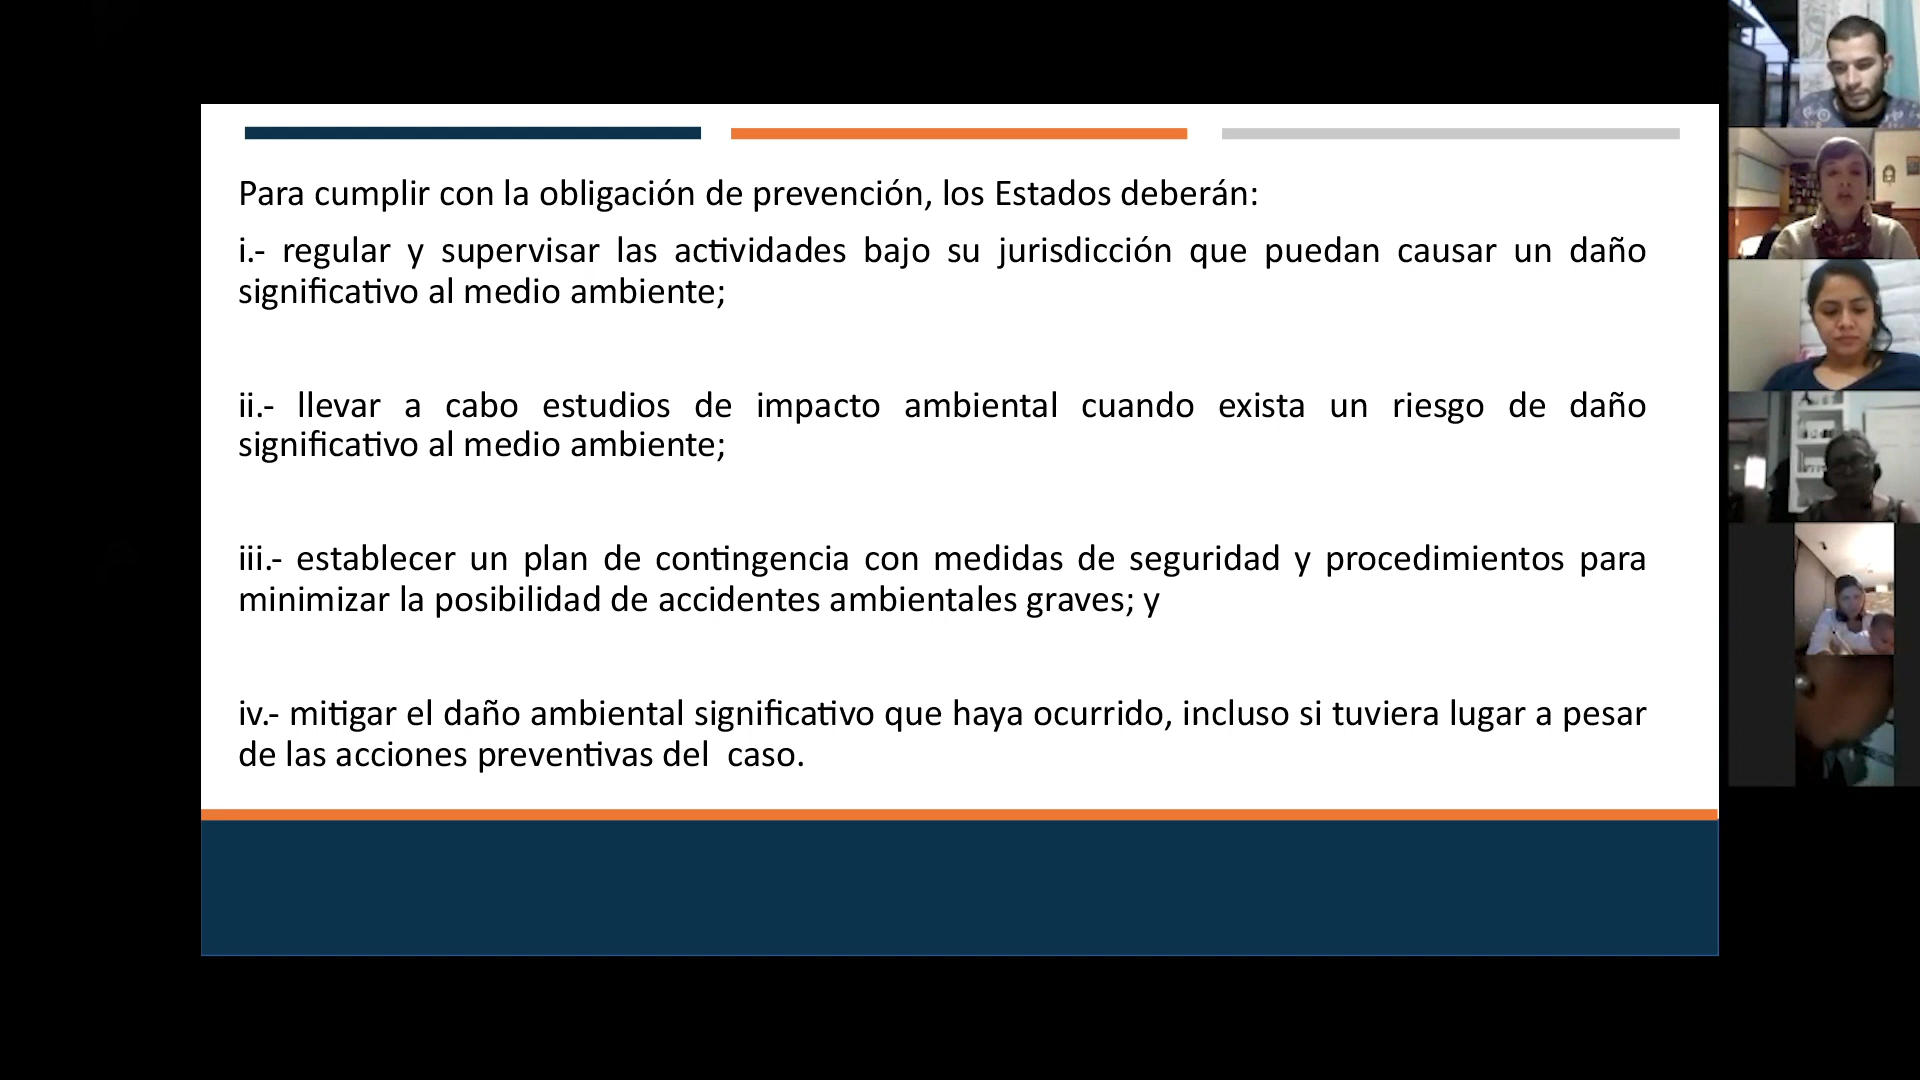 Para cumplir con la obligación de prevención, los Estados deberán:
i.- regular y supervisar las actividades bajo su jurisdicción que puedan causar un daño
significativo al medio ambiente;
ii.- llevar a cabo estudios de impacto ambiental cuando exista un riesgo de daño
significativo al medio ambiente;
iii.- establecer un plan de contingencia con medidas de seguridad y procedimientos para
minimizar la posibilidad de accidentes ambientales graves; y
iv.- mitigar el daño ambiental significativo que haya ocurrido, incluso si tuviera lugar a pesar
de las acciones preventivas del  caso.